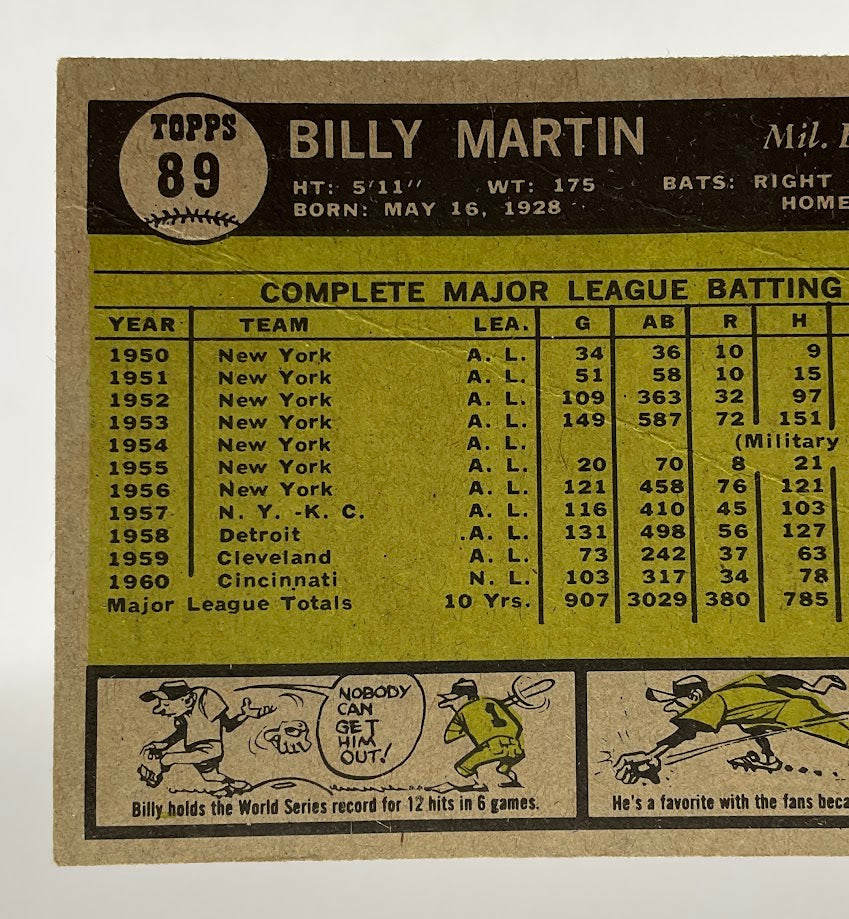 TOPPS
89
BILLY MARTIN Mil.
HT: 5'11" WT: 175 BATS: RIGHT
BORN: MAY 16, 1928 HOME
COMPLETE MAJOR LEAGUE BATTING
YEAR TEAM LEA. G AB R H
1950 New York A. L. 34 36 10 9
1951 New York A. L. 51 58 10 15
1952 New York A. L. 109 363 32 97
1953 New York A. L. 149 587 72 151
1954 New York A. L. (Military
1955 New York A. L. 20 70 8 21
1956 New York A. L. 121 458 76 121
1957 N. Y. -K. C. A. L. 116 410 45 103
1958 Detroit .A. L. 131 498 56 127
1959 Cleveland A. L. 73 242 37 63
1960 Cincinnati N. L. 103 317 34 78
Major League Totals 10 Yrs. 907 3029 380 785
NOBODY
CAN
GET
HIM
OUT!
1
Billy holds the World Series record for 12 hits in 6 games.
He's a favorite with the fans beca